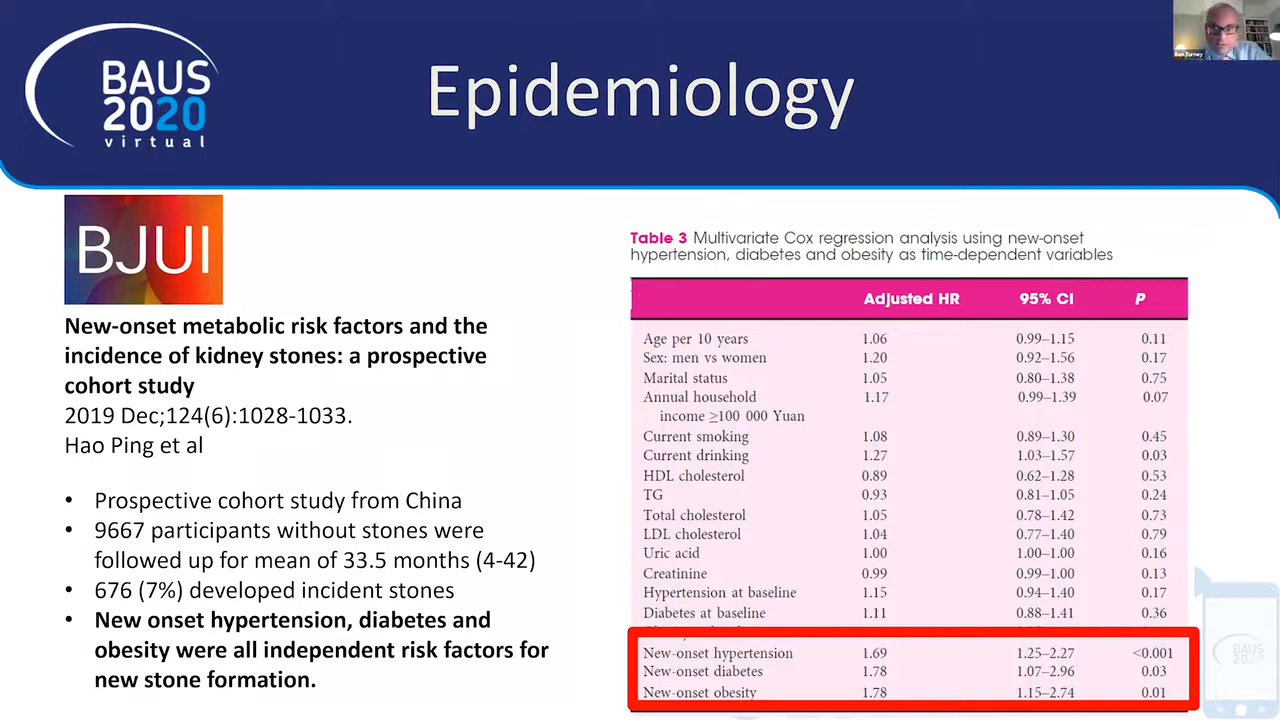 BAUS
2020
virtual
Epidemiology
Ben Turney
BJUI
New-onset metabolic risk factors and the
incidence of kidney stones: a prospective
cohort study
2019 Dec;124(6):1028-1033.
Hao Ping et al
• Prospective cohort study from China
• 9667 participants without stones were
followed up for mean of 33.5 months (4-42)
• 676 (7%) developed incident stones
• New onset hypertension, diabetes and
obesity were all independent risk factors for
new stone formation.
Table 3 Multivariate Cox regression analysis using new-onset
hypertension, diabetes and obesity as time-dependent variables
Adjusted HR 95% CI P
Age per 10 years 1.06 0.99–1.15 0.11
Sex: men vs women 1.20 0.92–1.56 0.17
Marital status 1.05 0.80–1.38 0.75
Annual household 1.17 0.99–1.39 0.07
income ≥100 000 Yuan
Current smoking 1.08 0.89–1.30 0.45
Current drinking 1.27 1.03–1.57 0.03
HDL cholesterol 0.89 0.62–1.28 0.53
TG 0.93 0.81–1.05 0.24
Total cholesterol 1.05 0.78–1.42 0.73
LDL cholesterol 1.04 0.77–1.40 0.79
Uric acid 1.00 1.00–1.00 0.16
Creatinine 0.99 0.99–1.00 0.13
Hypertension at baseline 1.15 0.94–1.40 0.17
Diabetes at baseline 1.11 0.88–1.41 0.36
New-onset hypertension 1.69 1.25–2.27 <0.001
New-onset diabetes 1.78 1.07–2.96 0.03
New-onset obesity 1.78 1.15–2.74 0.01
BAUS
2020